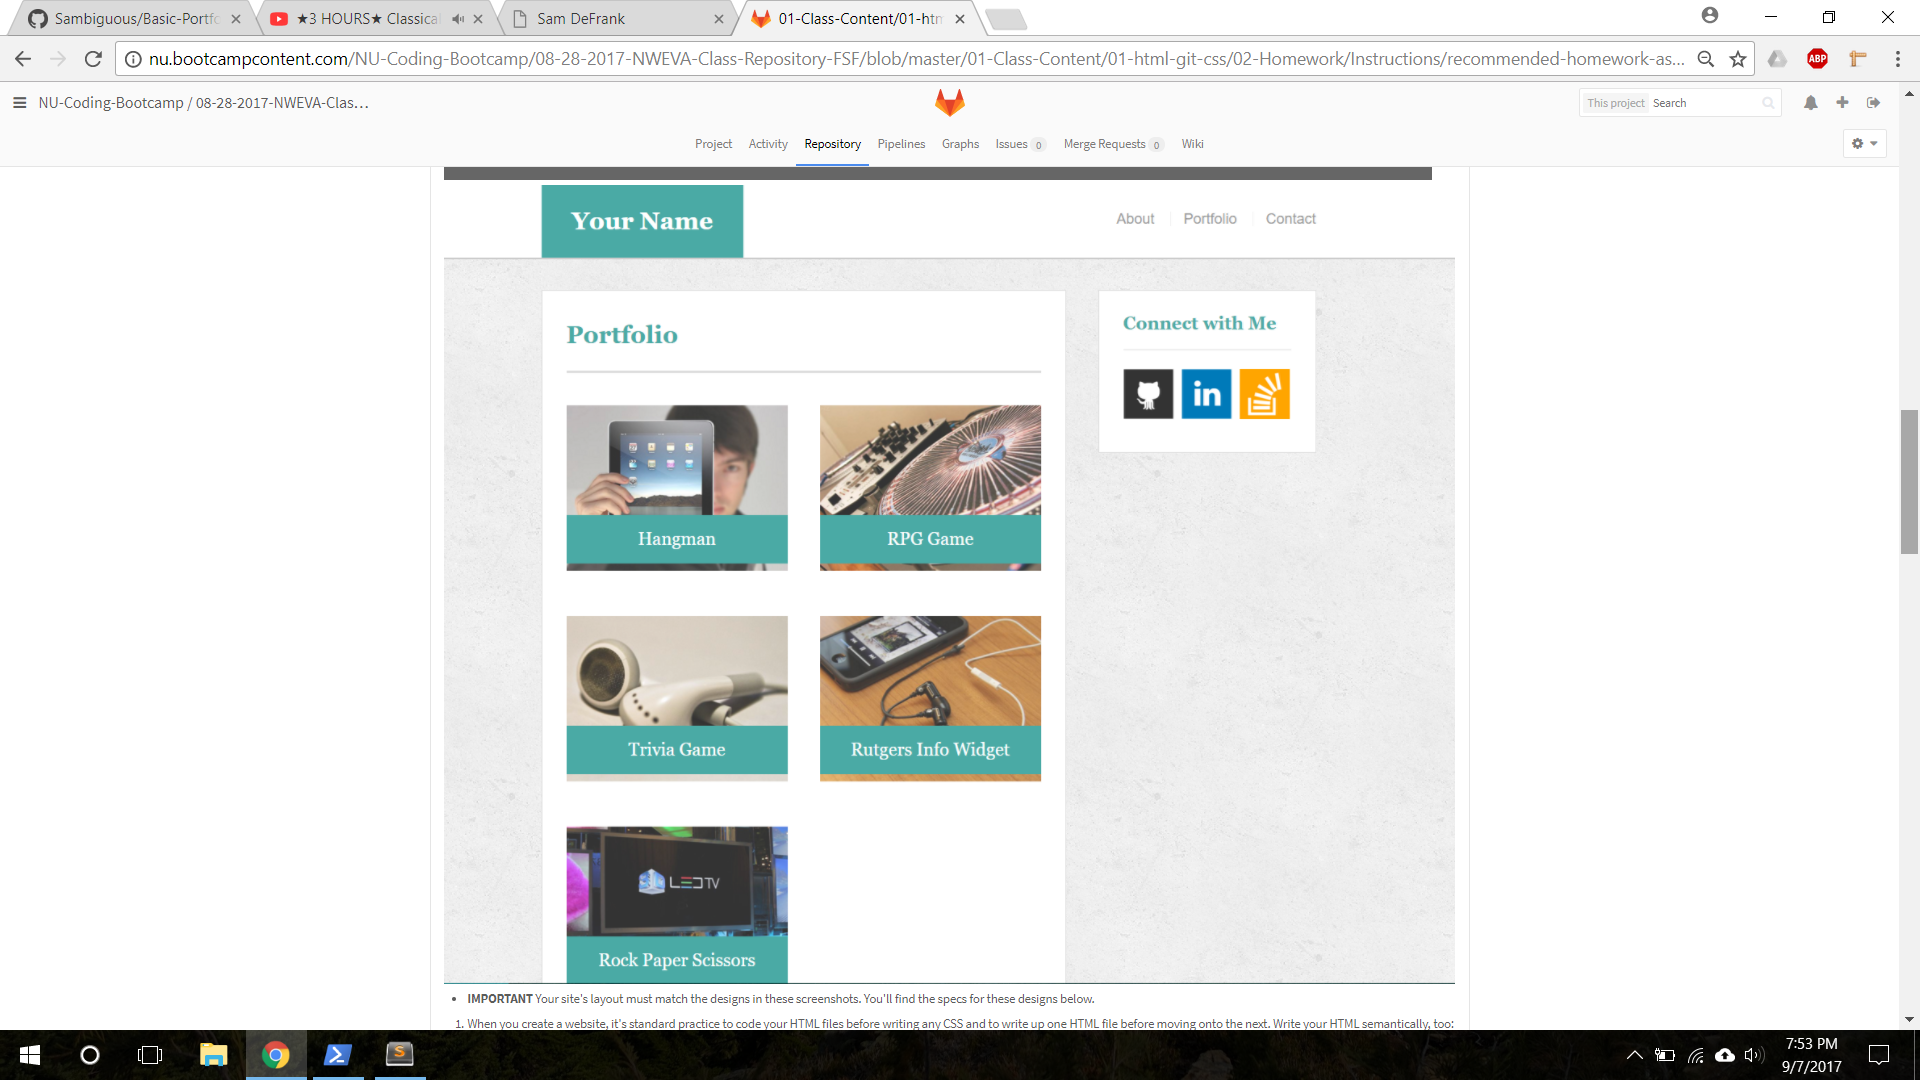 Sambiguous/Basic-Portfo
★3 HOURS★ Classical
Sam DeFrank
01-Class-Content/01-htm
nu.bootcampcontent.com/NU-Coding-Bootcamp/08-28-2017-NWEVA-Class-Repository-FSF/blob/master/01-Class-Content/01-html-git-css/02-Homework/Instructions/recommended-homework-as...
ABP
NU-Coding-Bootcamp / 08-28-2017-NWEVA-Clas…
This project Search
Project Activity Repository Pipelines Graphs Issues 0 Merge Requests 0 Wiki
Your Name
About Portfolio Contact
Portfolio
Connect with Me
in
Hangman
RPG Game
Trivia Game
Rutgers Info Widget
LEDTV
Rock Paper Scissors
• IMPORTANT Your site's layout must match the designs in these screenshots. You'll find the specs for these designs below.
1. When you create a website, it's standard practice to code your HTML files before writing any CSS and to write up one HTML file before moving onto the next. Write your HTML semantically, too:
7:53 PM
9/7/2017